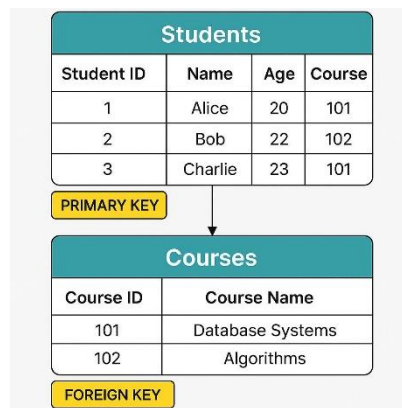 Students
Student ID Name Age Course
1 Alice 20 101
2 Bob 22 102
3 Charlie 23 101
PRIMARY KEY
Courses
Course ID Course Name
101 Database Systems
102 Algorithms
FOREIGN KEY